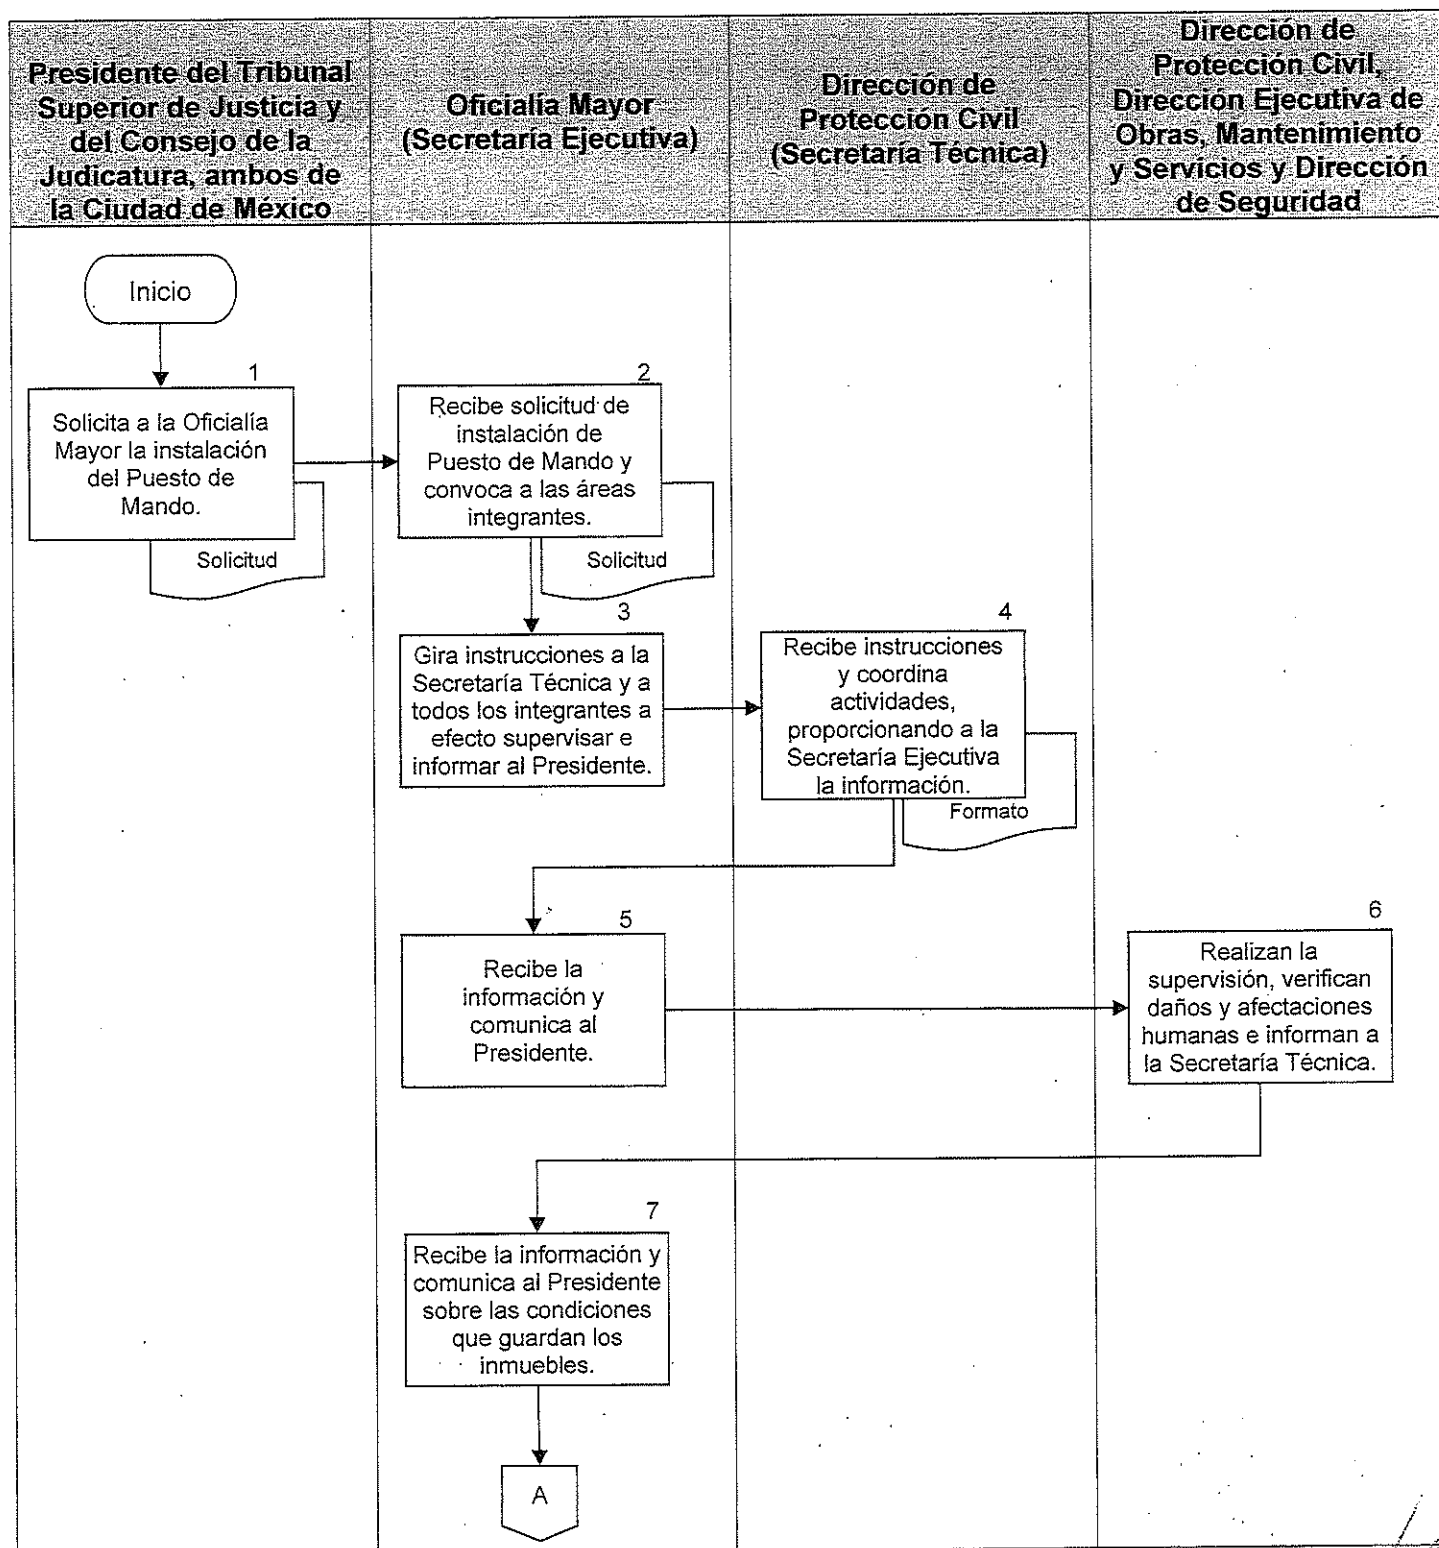 Presidente del Tribunal
Superior de Justicia y
del Consejo de la
Judicatura, ambos de
la Ciudad de México
Oficialía Mayor
(Secretaría Ejecutiva)
Dirección de
Protección Civil
(Secretaría Técnica)
Dirección de
Protección Civil,
Dirección Ejecutiva de
Obras, Mantenimiento
y Servicios y Dirección
de Seguridad
Inicio
1
Solicita a la Oficialía
Mayor la instalación
del Puesto de
Mando.
Solicitud
2
Recibe solicitud de
instalación de
Puesto de Mando y
convoca a las áreas
integrantes.
Solicitud
3
Gira instrucciones a la
Secretaría Técnica y a
todos los integrantes a
efecto supervisar e
informar al Presidente.
4
Recibe instrucciones
y coordina
actividades,
proporcionando a la
Secretaría Ejecutiva
la información.
Formato
5
Recibe la
información y
comunica al
Presidente.
6
Realizan la
supervisión, verifican
daños y afectaciones
humanas e informan a
la Secretaría Técnica.
7
Recibe la información y
comunica al Presidente
sobre las condiciones
que guardan los
inmuebles.
A